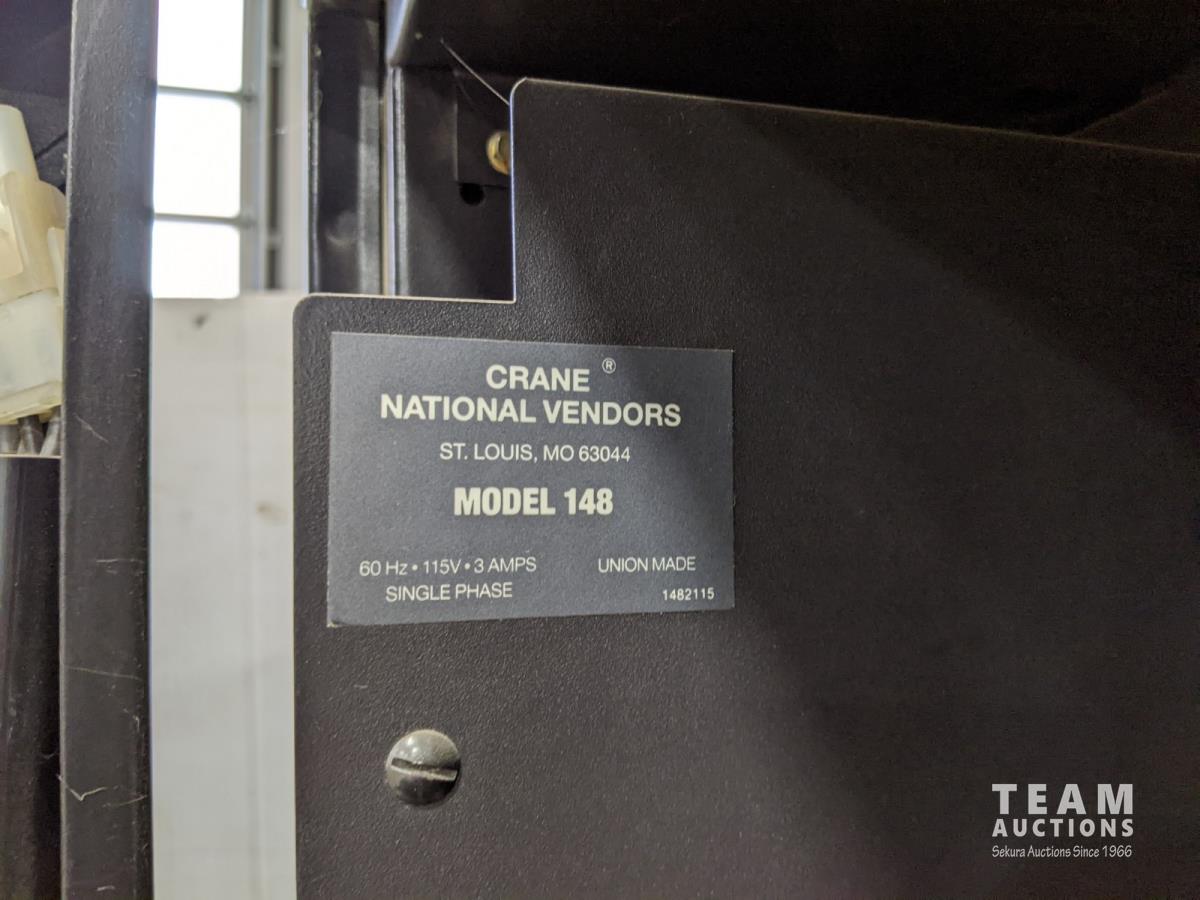 CRANE ®
NATIONAL VENDORS
ST. LOUIS, MO 63044
MODEL 148
60 Hz • 115V • 3 AMPS
SINGLE PHASE
UNION MADE
1482115
TEAM
AUCTIONS
Sekura Auctions Since 1966